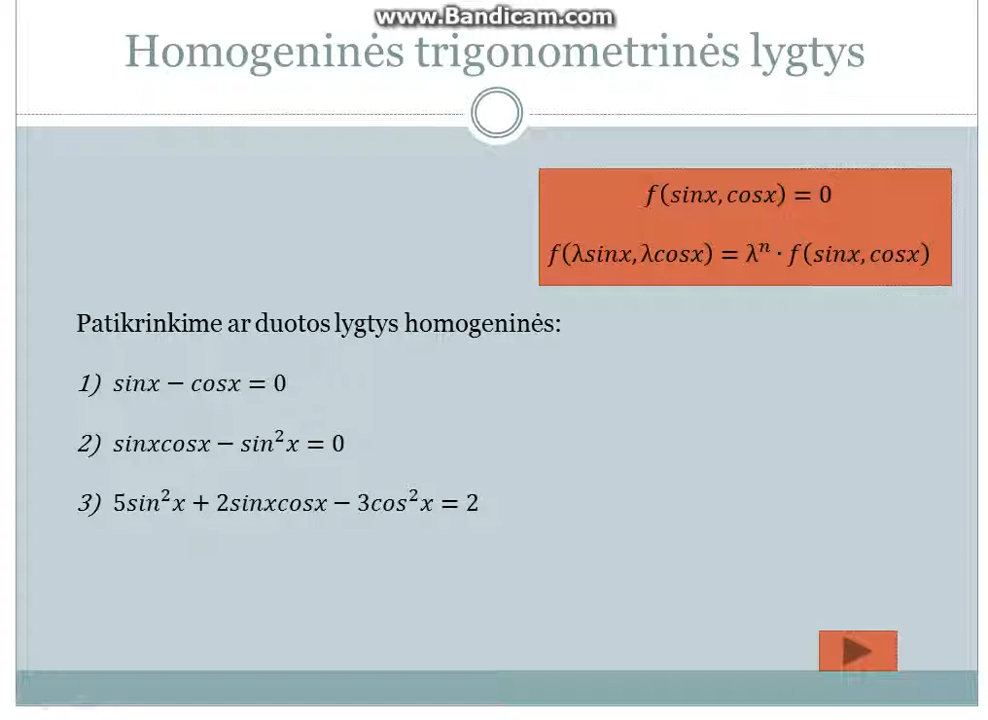 www.Bandicam.com
Homogeninės trigonometrinės lygtys
f(sinx, cosx) = 0
f(λsinx, λcosx) = λⁿ · f(sinx, cosx)
Patikrinkime ar duotos lygtys homogeninės:
1) sinx − cosx = 0
2) sinxcosx − sin²x = 0
3) 5sin²x + 2sinxcosx − 3cos²x = 2